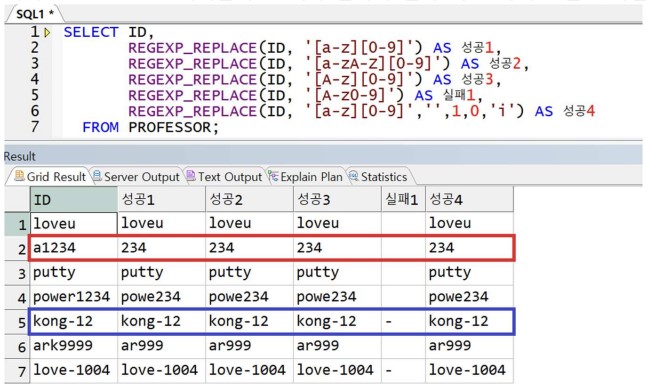 SQL1 *
1 SELECT ID,
2 REGEXP_REPLACE(ID, '[a-z][0-9]') AS 성공1,
3 REGEXP_REPLACE(ID, '[a-zA-Z][0-9]') AS 성공2,
4 REGEXP_REPLACE(ID, '[A-z][0-9]') AS 성공3,
5 REGEXP_REPLACE(ID, '[A-z0-9]') AS 실패1,
6 REGEXP_REPLACE(ID, '[a-z][0-9]','',1,0,'i') AS 성공4
7 FROM PROFESSOR;
Result
Grid Result Server Output Text Output Explain Plan Statistics
ID 성공1 성공2 성공3 실패1 성공4
1 loveu loveu loveu loveu loveu
2 a1234 234 234 234 234
3 putty putty putty putty putty
4 power1234 powe234 powe234 powe234 powe234
5 kong-12 kong-12 kong-12 kong-12 - kong-12
6 ark9999 ar999 ar999 ar999 ar999
7 love-1004 love-1004 love-1004 love-1004 - love-1004